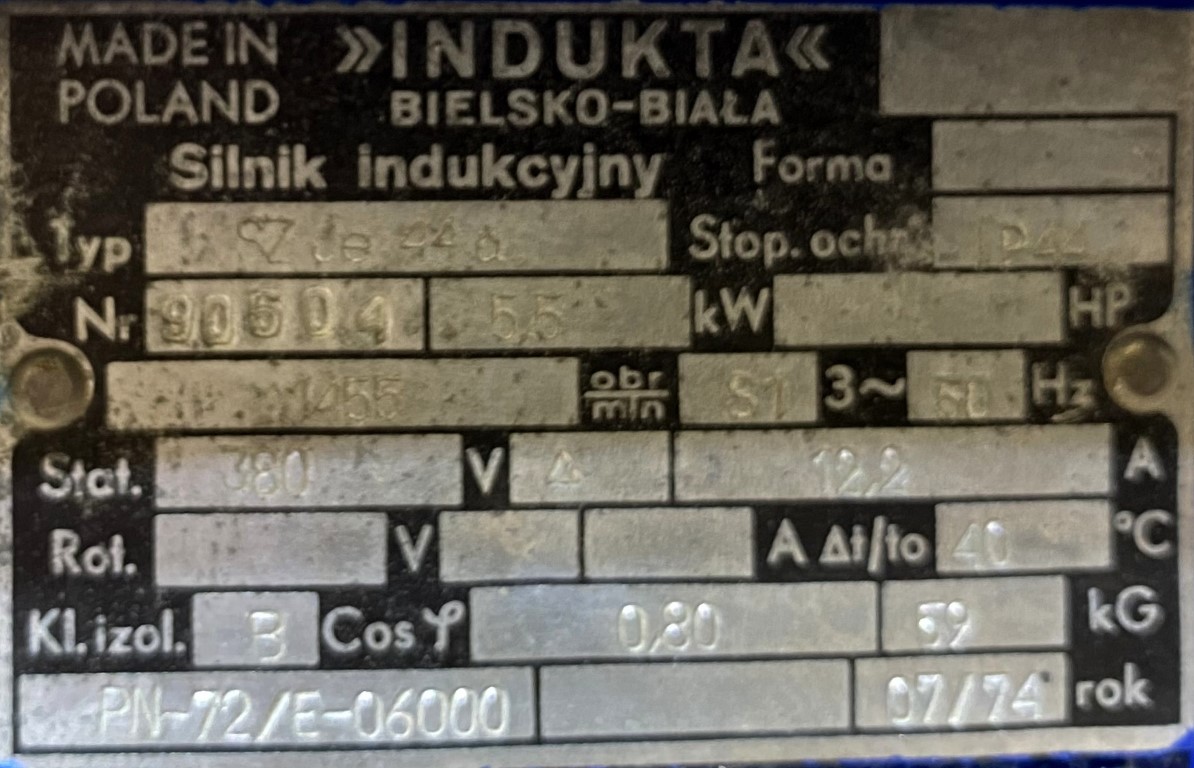 MADE IN »INDUKTA«
POLAND BIELSKO-BIAŁA
Silnik indukcyjny Forma
Typ Stop. ochr. IP44
Nr 906041 5,5 kW HP
1455 obr/min S1 3~ 50 Hz
Stat. 380 V Δ 12,2 A
Rot. V A Δt/to 40 °C
Kl. izol. B Cos φ 0,80 59 kG
PN-72/E-06000 07/74 rok